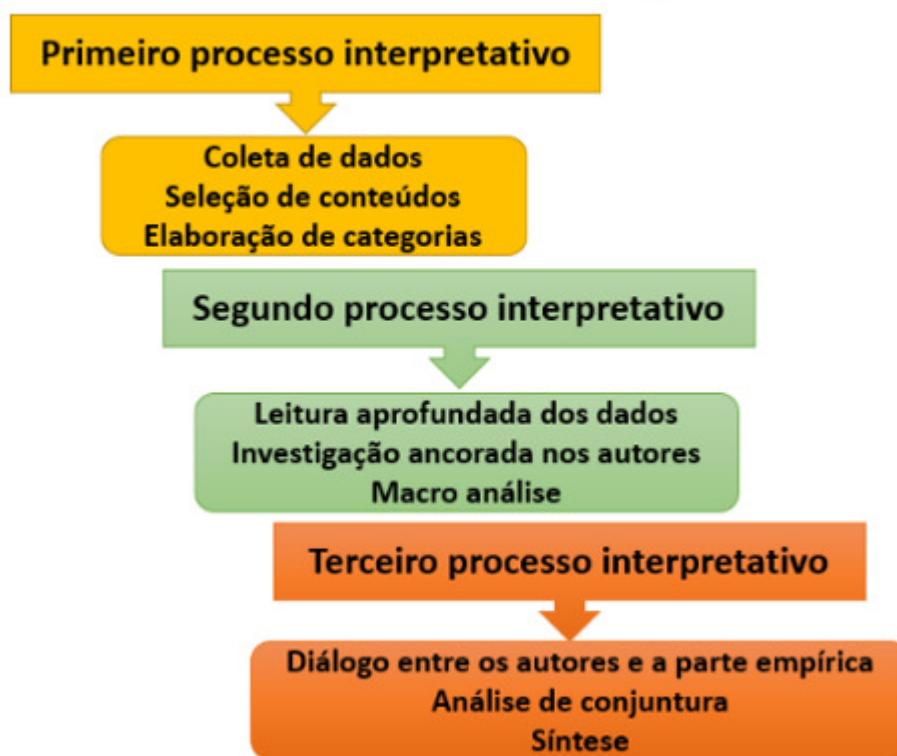 Primeiro processo interpretativo
Coleta de dados
Seleção de conteúdos
Elaboração de categorias
Segundo processo interpretativo
Leitura aprofundada dos dados
Investigação ancorada nos autores
Macro análise
Terceiro processo interpretativo
Diálogo entre os autores e a parte empírica
Análise de conjuntura
Síntese